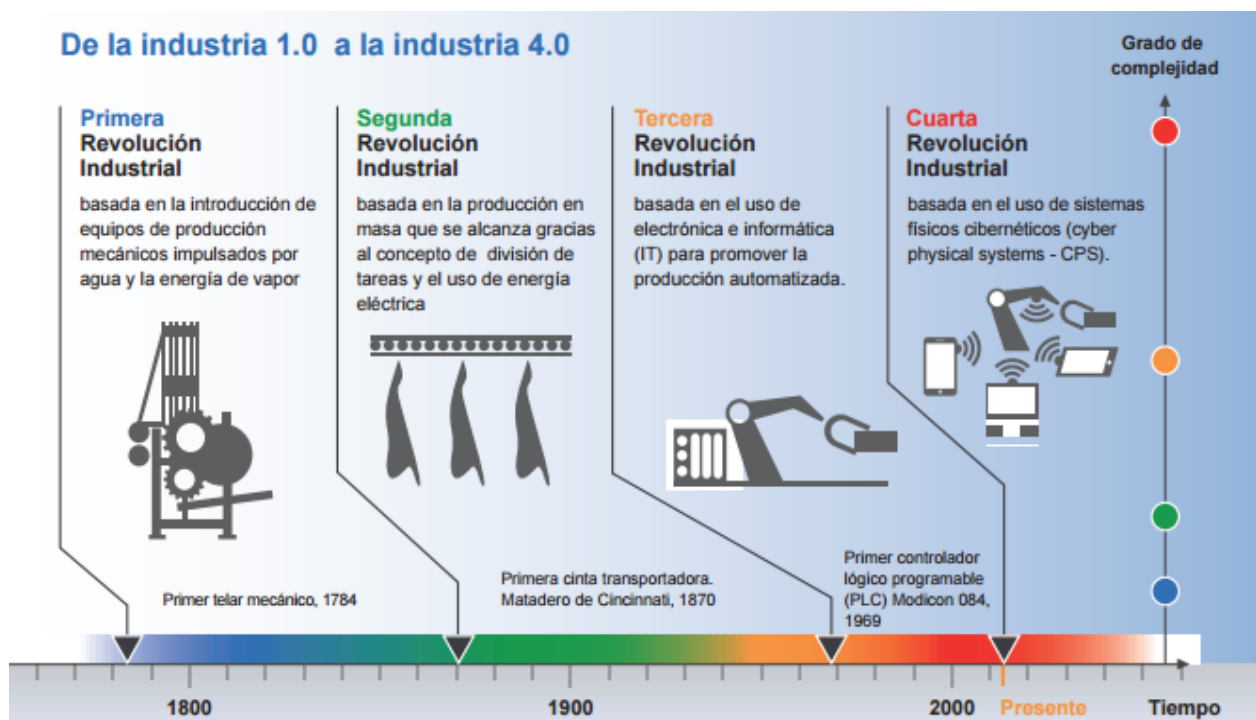 De la industria 1.0 a la industria 4.0
Grado de
complejidad
Primera
Revolución
Industrial
basada en la introducción de
equipos de producción
mecánicos impulsados por
agua y la energía de vapor
Segunda
Revolución
Industrial
basada en la producción en
masa que se alcanza gracias
al concepto de división de
tareas y el uso de energía
eléctrica
Tercera
Revolución
Industrial
basada en el uso de
electrónica e informática
(IT) para promover la
producción automatizada.
Cuarta
Revolución
Industrial
basada en el uso de sistemas
físicos cibernéticos (cyber
physical systems - CPS).
Primer telar mecánico, 1784
Primera cinta transportadora.
Matadero de Cincinnati, 1870
Primer controlador
lógico programable
(PLC) Modicon 084,
1969
1800
1900
2000
Presente
Tiempo